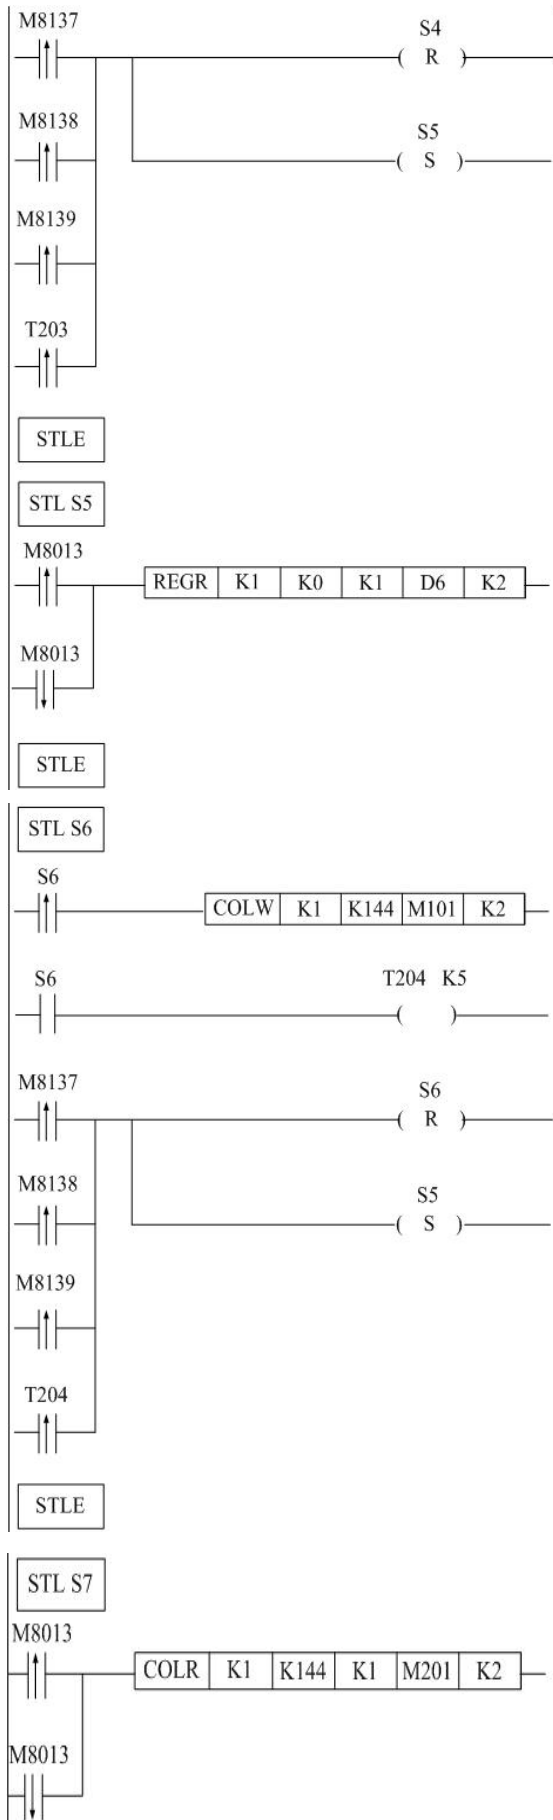 M8137
S4
( R )
M8138
S5
( S )
M8139
T203
STLE
STL S5
M8013
REGR K1 K0 K1 D6 K2
M8013
STLE
STL S6
S6
COLW K1 K144 M101 K2
S6
T204 K5
( )
M8137
S6
( R )
M8138
S5
( S )
M8139
T204
STLE
STL S7
M8013
COLR K1 K144 K1 M201 K2
M8013